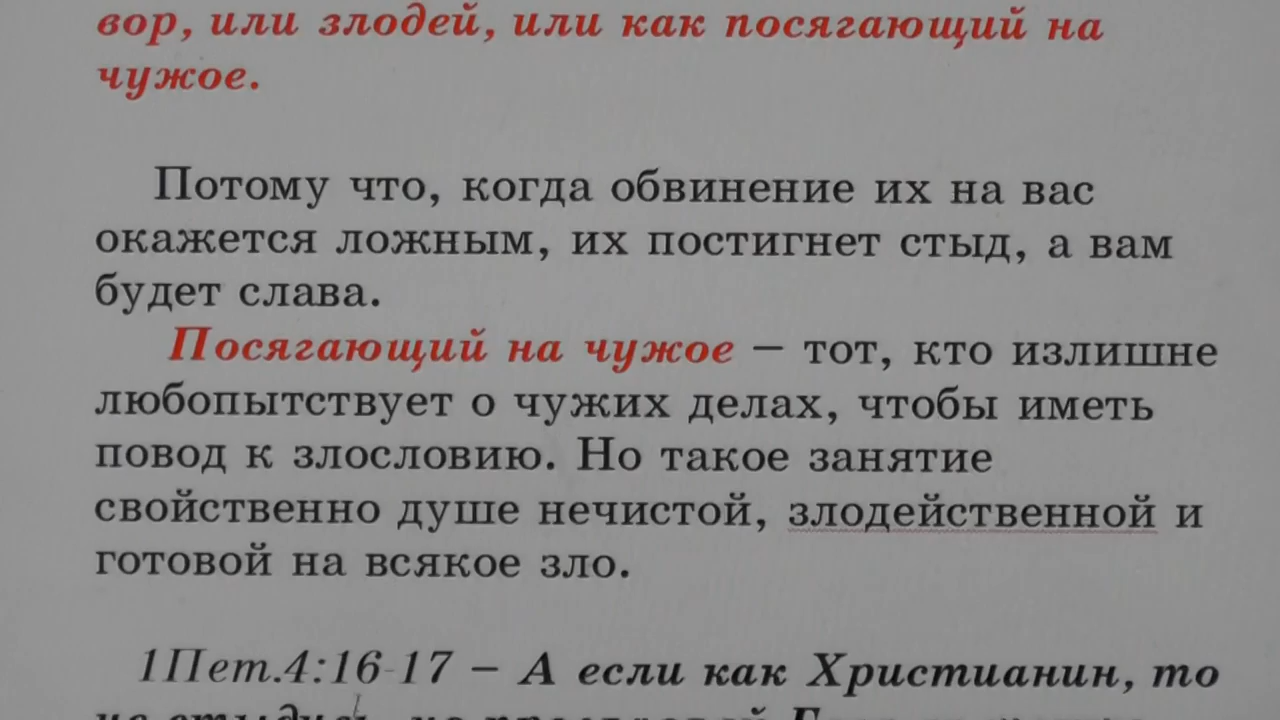 вор, или злодей, или как посягающий на
чужое.
Потому что, когда обвинение их на вас
окажется ложным, их постигнет стыд, а вам
будет слава.
Посягающий на чужое – тот, кто излишне
любопытствует о чужих делах, чтобы иметь
повод к злословию. Но такое занятие
свойственно душе нечистой, злодейственной и
готовой на всякое зло.
1Пет.4:16-17 – А если как Христианин, то